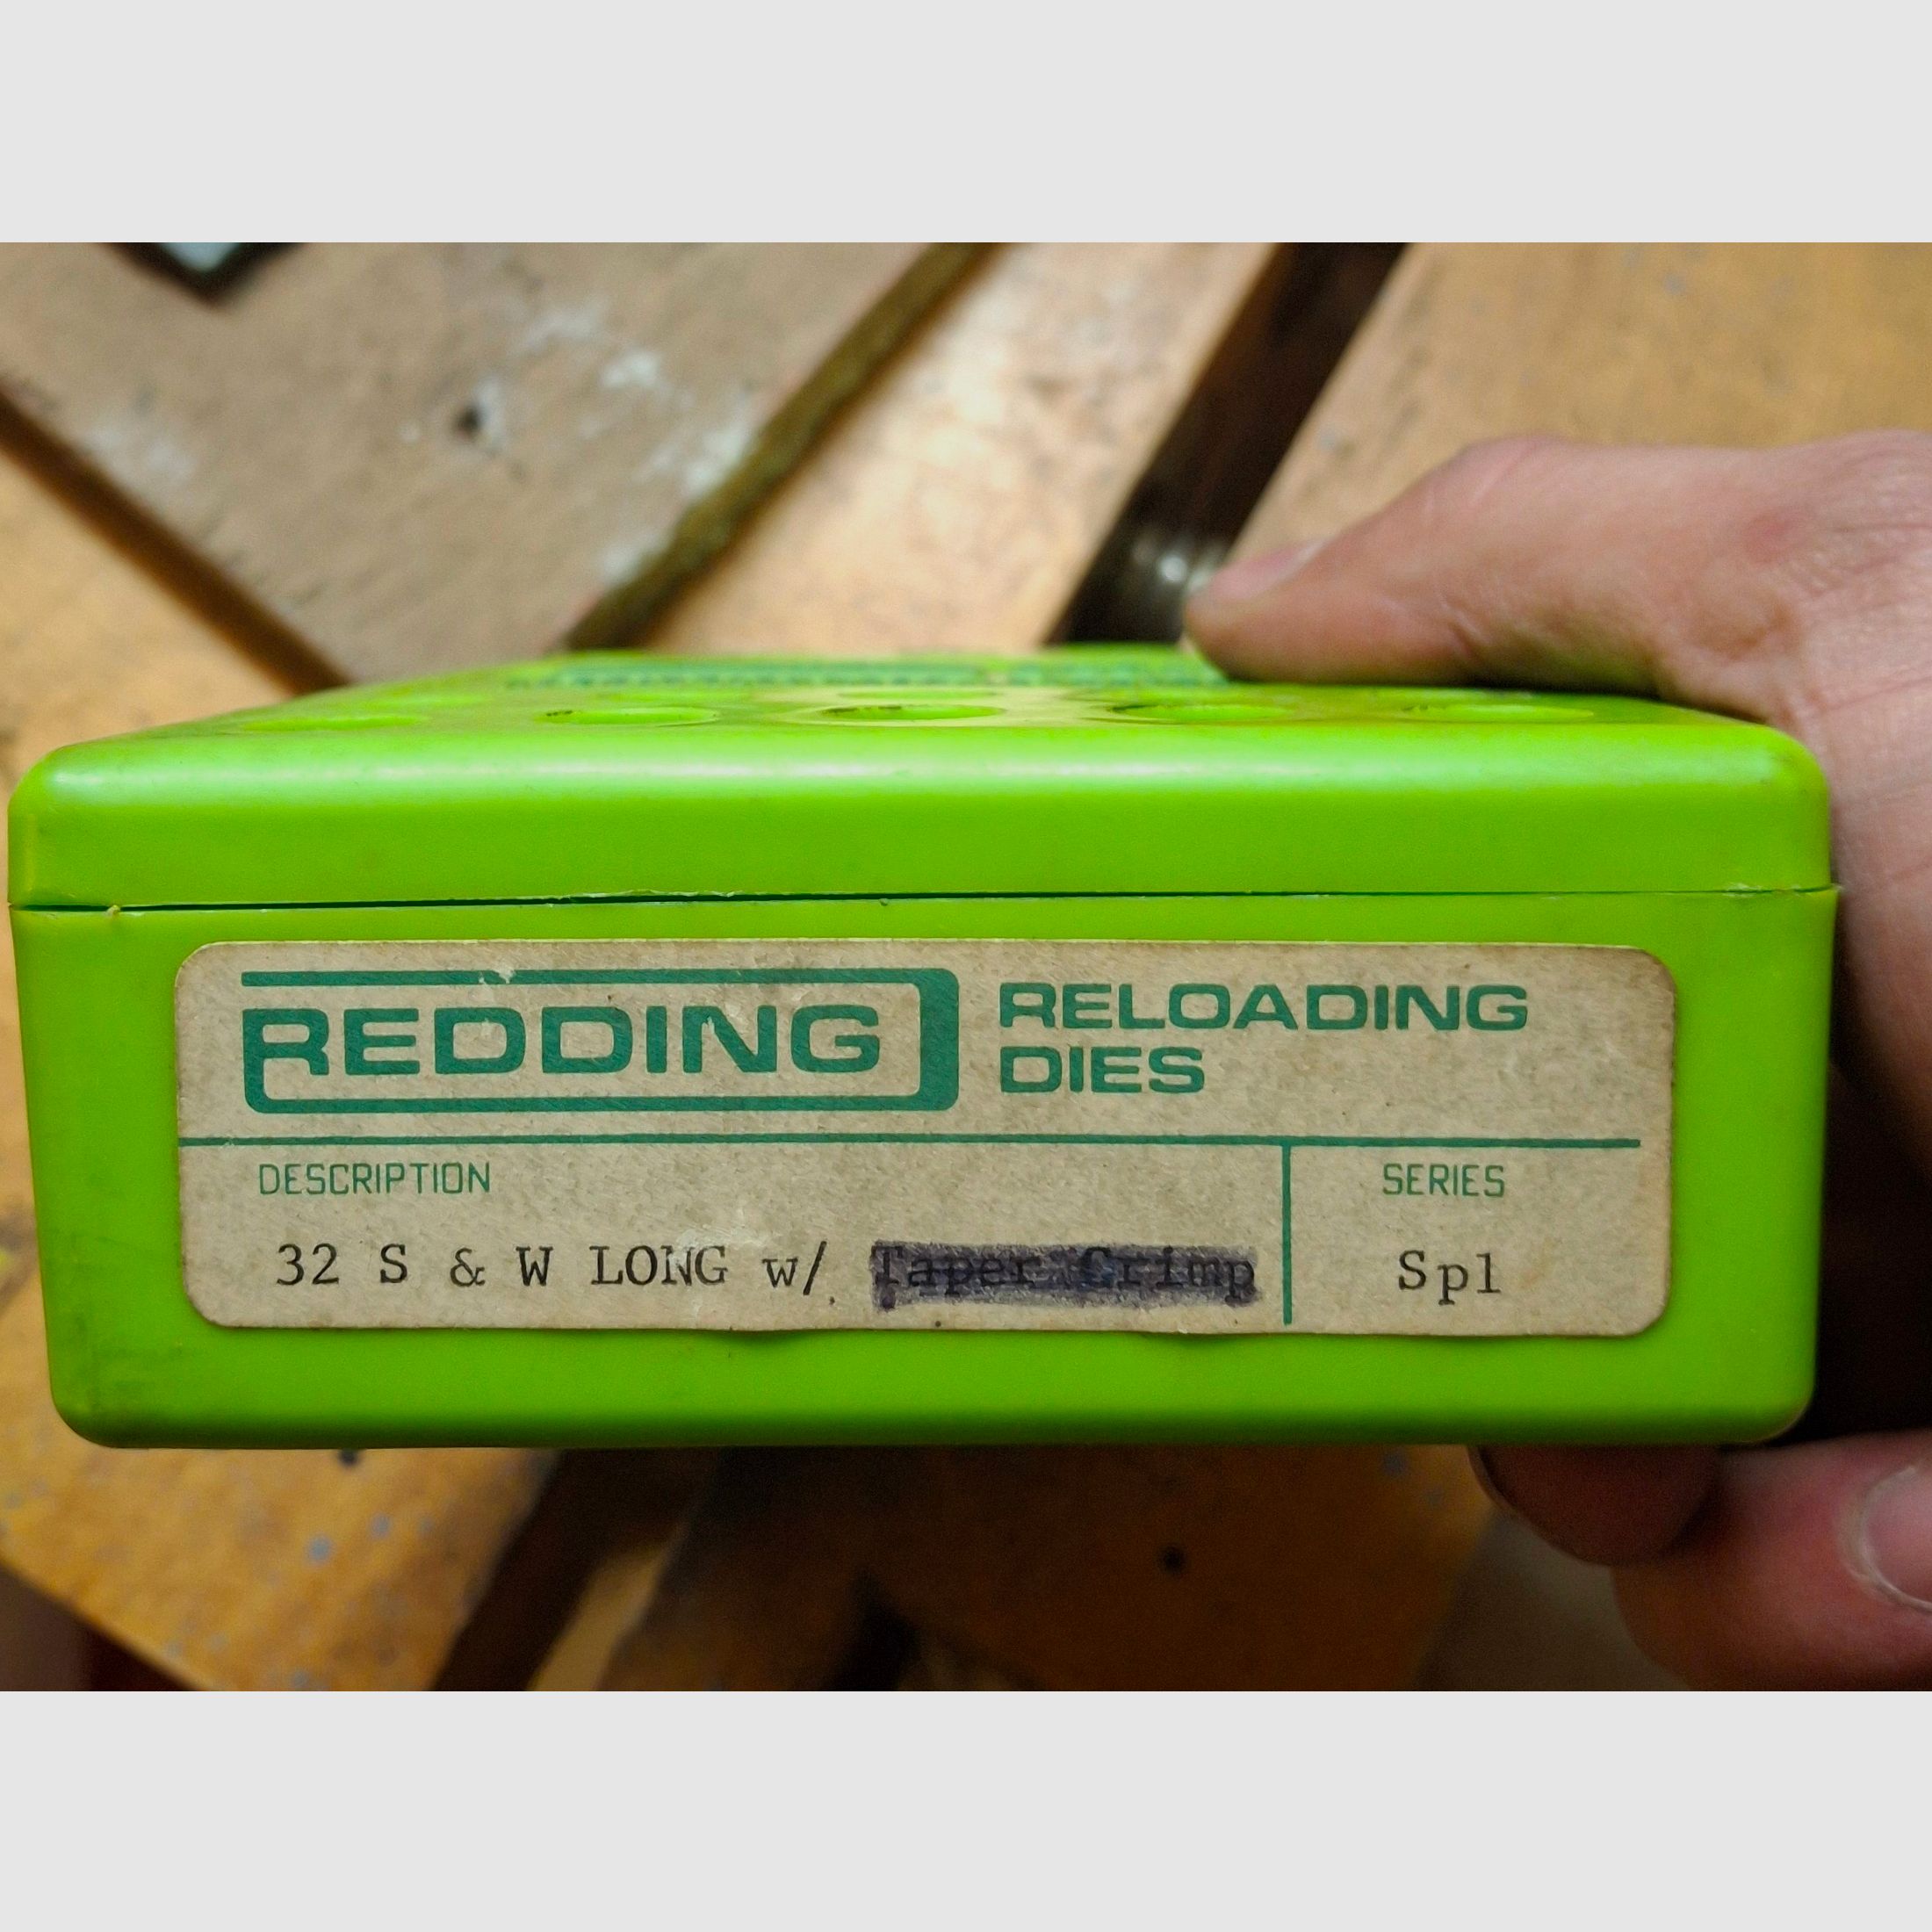 REDDING
RELOADING
DIES
DESCRIPTION
SERIES
32 S & W LONG w/ Taper Crimp
Spl